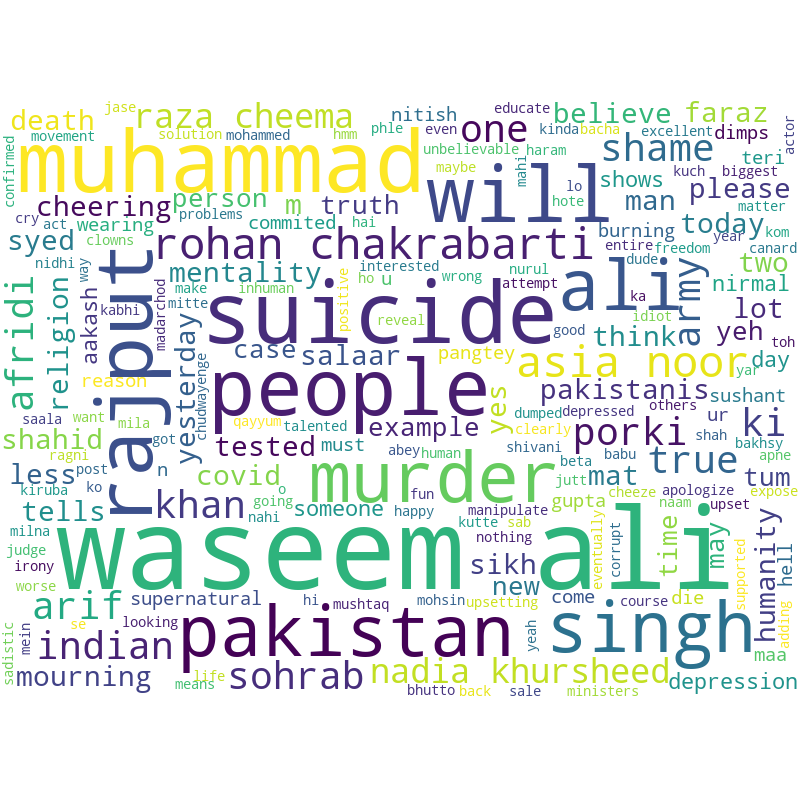 jase
educate
death
raza cheema
nitish
believe
faraz
movement
solution
mohammed
hmm
phle
even
one
kinda
bacha
excellent
dimps
actor
confirmed
muhammad
unbelievable
haram
shame
teri
maybe
mahi
will
lo
kuch
biggest
cheering
person
m
truth
hote
man
shows
please
matter
cry
act
wearing
problems
commited
hai
burning
today
year
kom
syed
clowns
rohan chakrabarti
entire
freedom
canard
nidhi
way
mentality
interested
wrong
nurul
dude
army
two
afridi
religion
aakash
rajput
make
inhuman
ho
u
attempt
ali
ka
nirmal
mitte
positive
suicide
idiot
lot
kabhi
madarchod
yesterday
chudwayenge
reveal
good
think
yeh
toh
case
salaar
pangtey
asia noor
day
reason
people
yes
pakistanis
yar
saala
want
mila
got
qayyum
talented
example
dumped
depressed
others
ur
sushant
shahid
ragni
tested
must
abey
human
clearly
shivani
porki
shah
ki
bakhsy
less
post
n
covid
murder
beta
babu
true
apne
kiruba
ko
o
going
fun
manipulate
jutt
mat
cheeze
apologize
tum
expose
tells
milna
khan
someone
happy
gupta
naam
upset
nahi
kutte
sab
eventually
corrupt
time
may
judge
waseem ali
nothing
irony
sikh
supported
humanity
hell
worse
supernatural
hi
mushtaq
mohsin
new
come
die
arif
upsetting
course
adding
se
looking
yeah
singh
sadistic
mein
indian
pakistan
maa
mourning
life
means
sohrab
nadia khursheed
depression
bhutto
back
sale
ministers